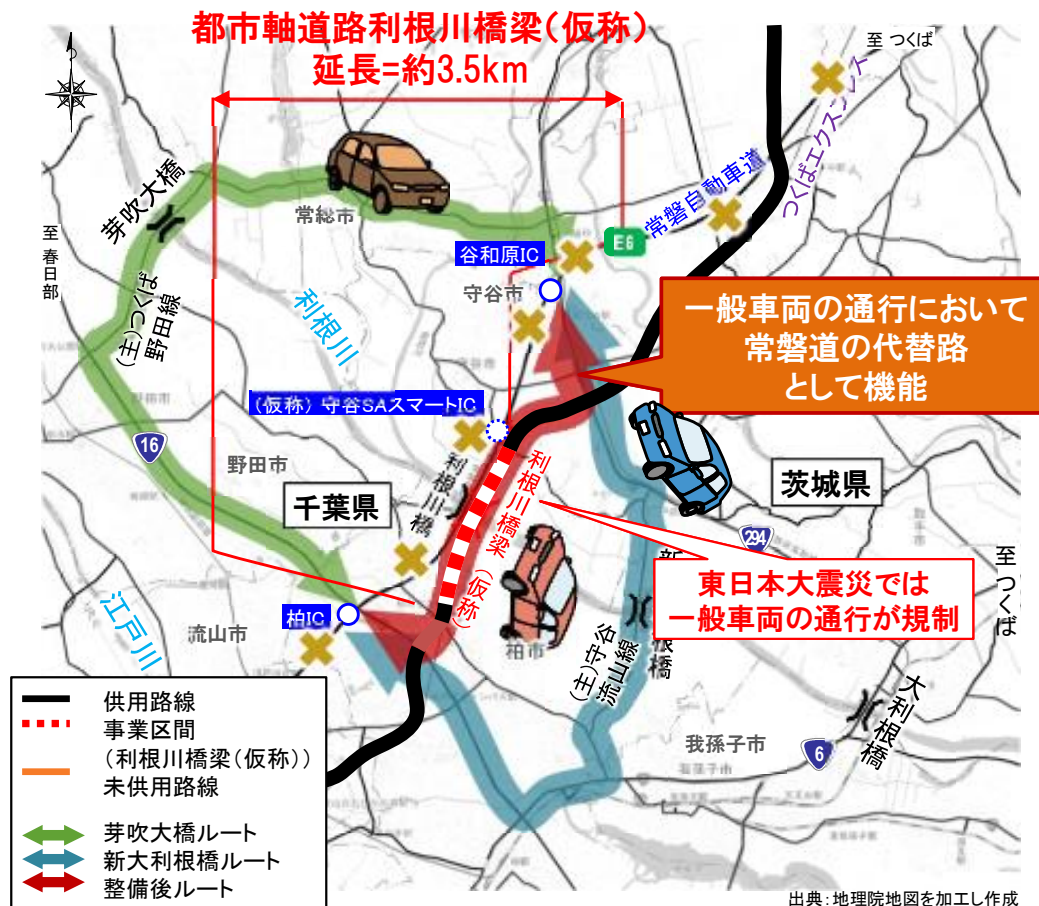 都市軸道路利根川橋梁(仮称)
延長=約3.5km
至 つくば
つくばエクスプレス
常磐自動車道
E6
芽吹大橋
常総市
至春日部
谷和原IC
守谷市
(主)つくば
野田線
利根川
一般車両の通行において
常磐道の代替路
として機能
(仮称) 守谷SAスマートIC
16
野田市
利根川橋
利根川橋梁(仮称)
千葉県
茨城県
294
至つくば
東日本大震災では
一般車両の通行が規制
江戸川
流山市
柏IC
柏市
(主)守谷
流山線
新
根橋
大利根橋
我孫子市
我孫子市
6
供用路線
事業区間
(利根川橋梁(仮称))
未供用路線
芽吹大橋ルート
新大利根橋ルート
整備後ルート
出典:地理院地図を加工し作成